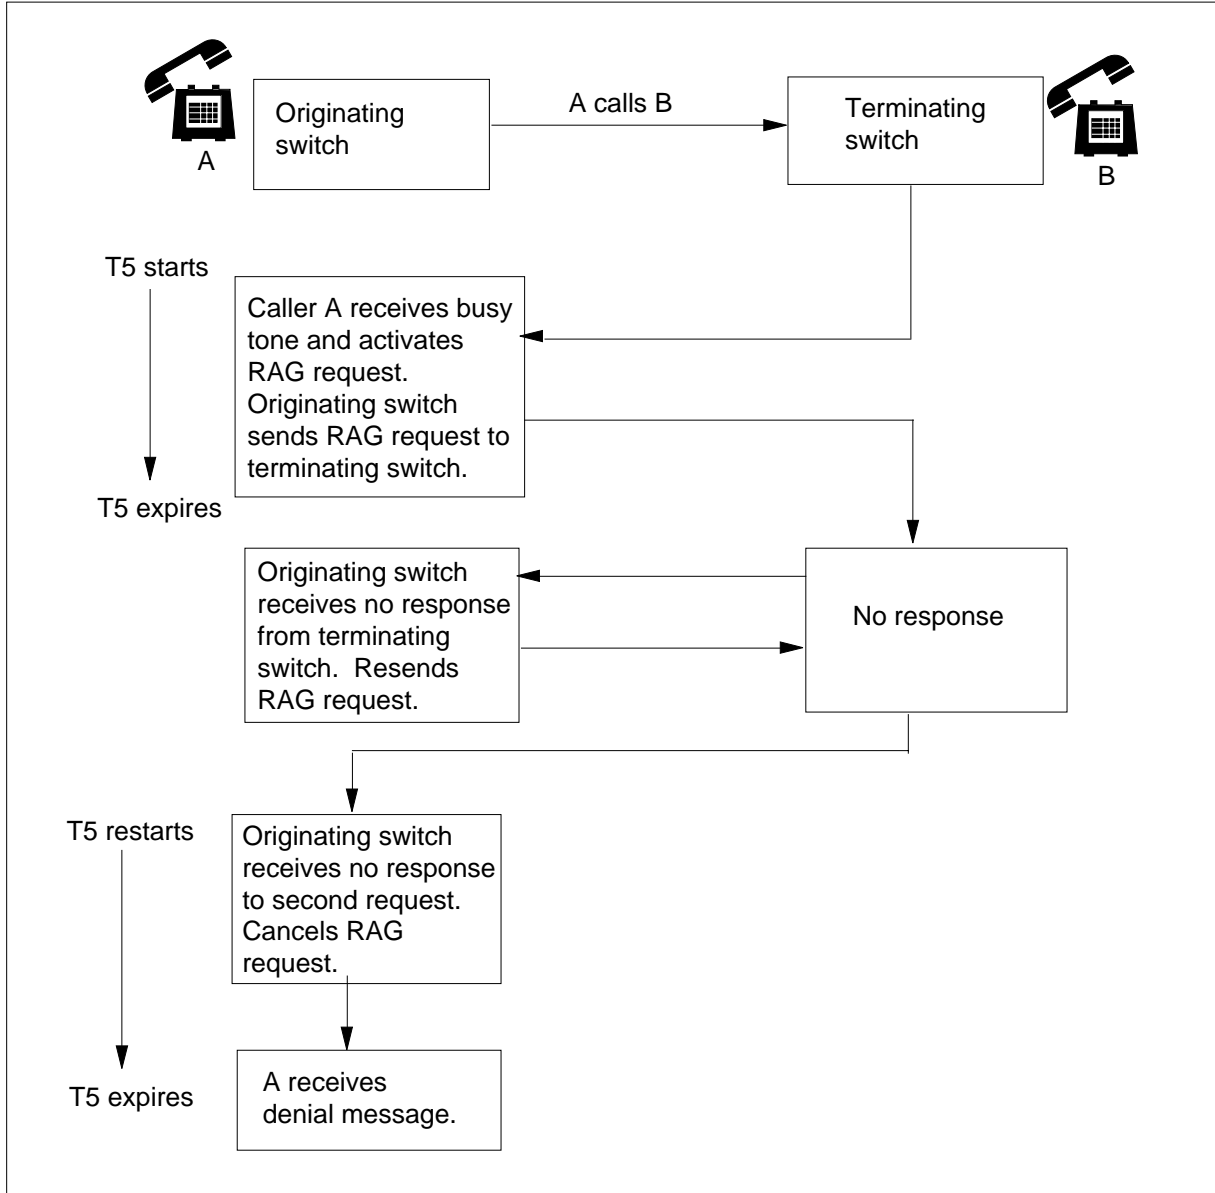 Originating
switch
A calls B
Terminating
switch
A
B
T5 starts
Caller A receives busy
tone and activates
RAG request.
Originating switch
sends RAG request to
terminating switch.
T5 expires
Originating switch
receives no response
from terminating
switch.  Resends
RAG request.
No response
T5 restarts
Originating switch
receives no response
to second request.
Cancels RAG
request.
T5 expires
A receives
denial message.